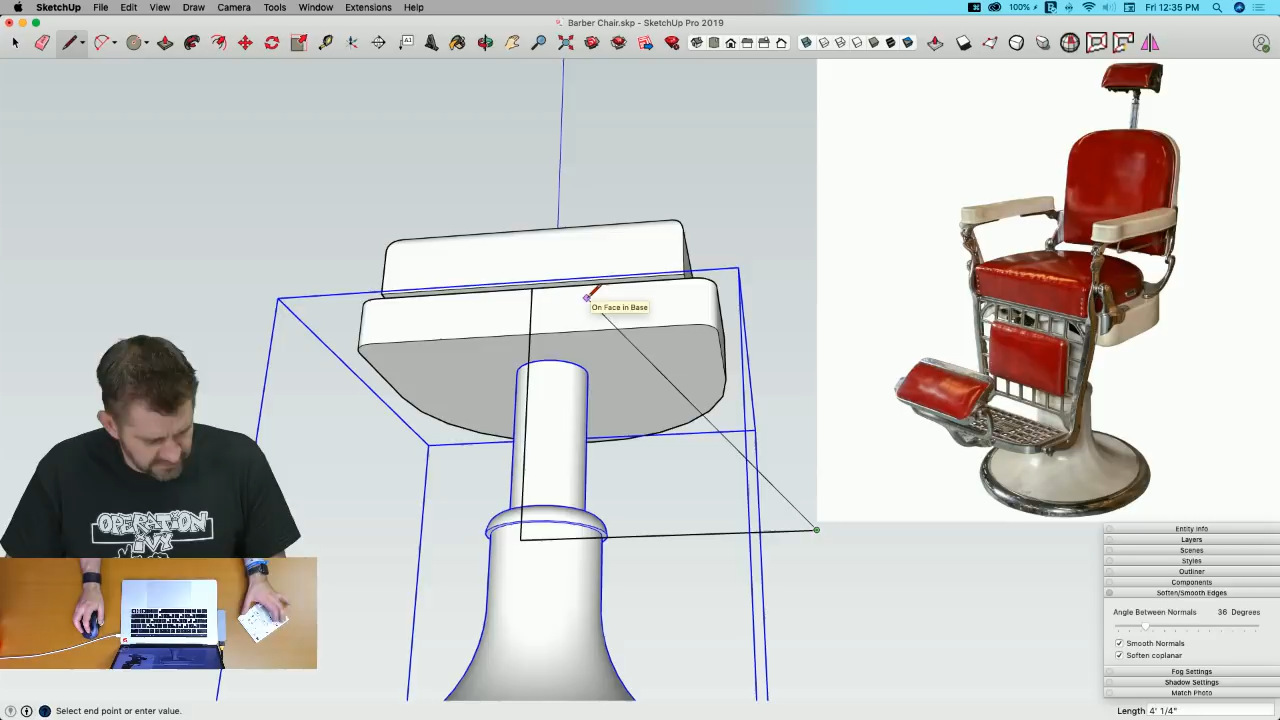 SketchUp File Edit View Draw Camera Tools Window Extensions Help
100% Fri 12:35 PM
Barber Chair.skp - SketchUp Pro 2019
On Face in Base
OPERATION
IVY
Entity Info
Layers
Scenes
Styles
Outliner
Components
Soften/Smooth Edges
Angle Between Normals 36 Degrees
Smooth Normals
Soften coplanar
Fog Settings
Shadow Settings
Match Photo
Select end point or enter value.
Length 4' 1/4"